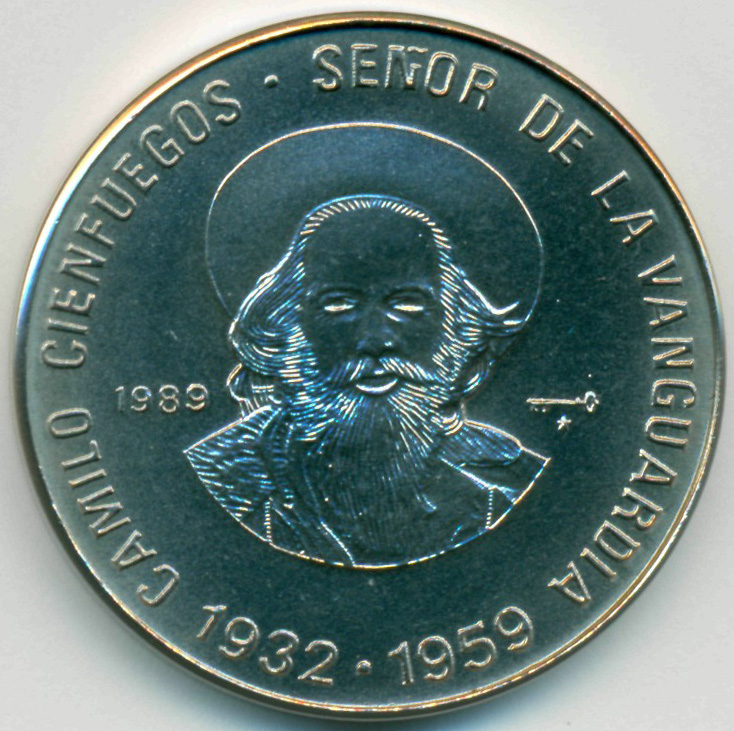 CAMILO CIENFUEGOS · SEÑOR DE LA VANGUARDIA
1989
1932 · 1959